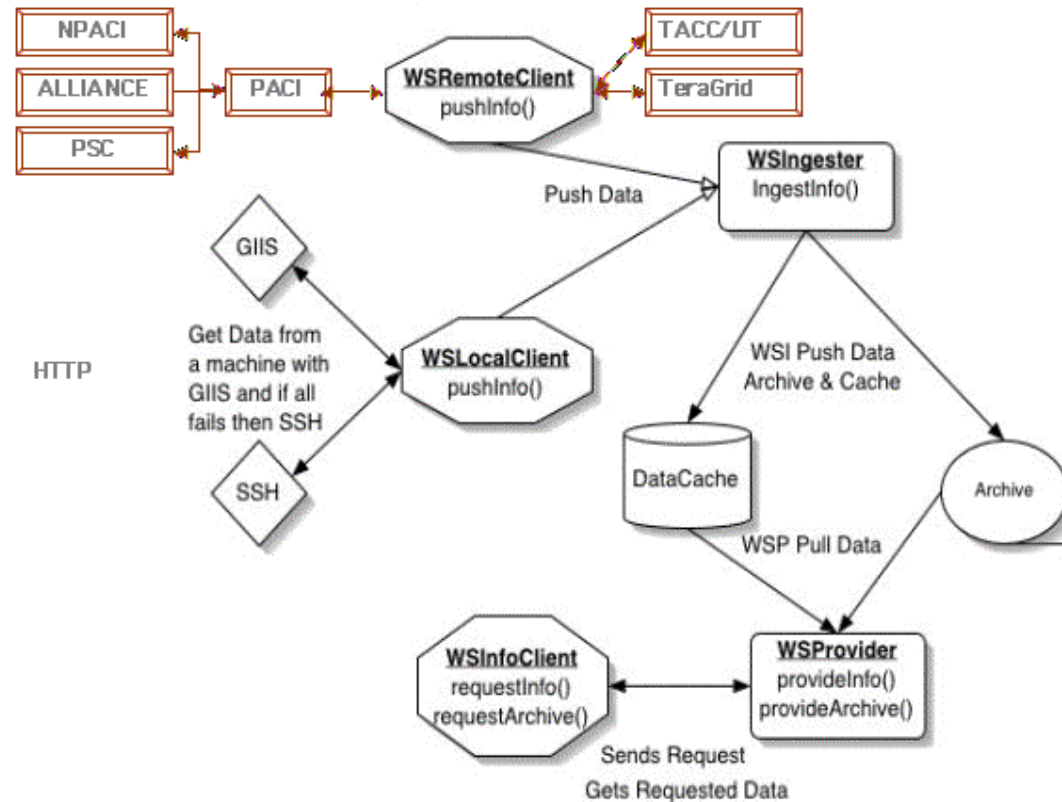 NPACI
ALLIANCE
PSC
PACI
WSRemoteClient
pushInfo()
TACC/UT
TeraGrid
WSIngester
IngestInfo()
Push Data
GIIS
Get Data from
a machine with
GIIS and if all
fails then SSH
HTTP
SSH
WSLocalClient
pushInfo()
WSI Push Data
Archive & Cache
DataCache
Archive
WSP Pull Data
WSInfoClient
requestInfo()
requestArchive()
WSProvider
provideInfo()
provideArchive()
Sends Request
Gets Requested Data